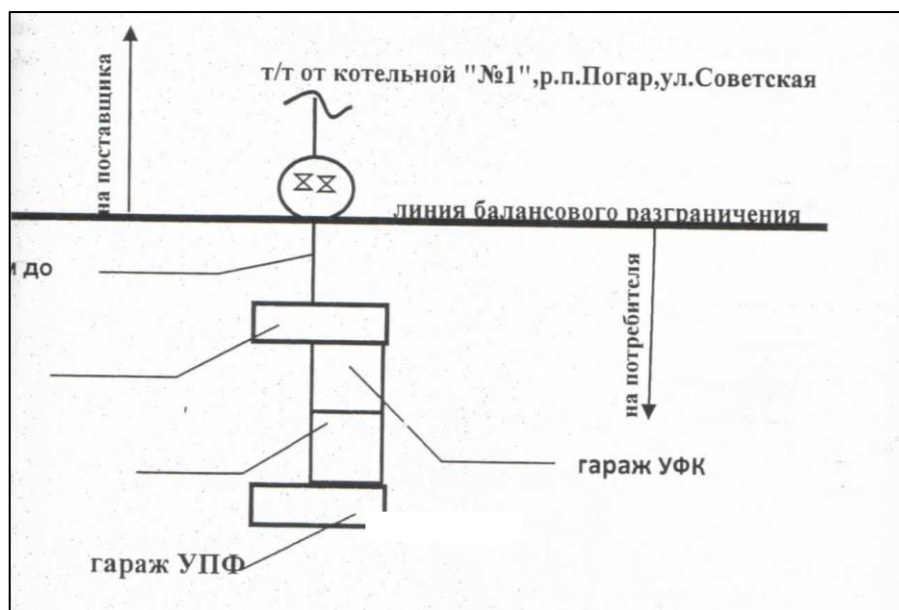 т/т от котельной "№1",р.п.Погар,ул.Советская
на поставщика
линия балансового разграничения
до
на потребителя
гараж УФК
гараж УПФ